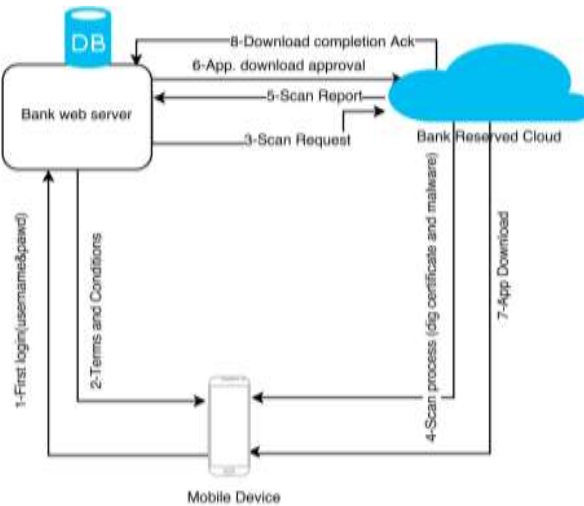 DB
8-Download completion Ack
6-App. download approval
5-Scan Report
Bank web server
3-Scan Request
Bank Reserved Cloud
1-First login(username&pawd)
2-Terms and Conditions
4-Scan process (dig certificate and malware)
7-App Download
Mobile Device